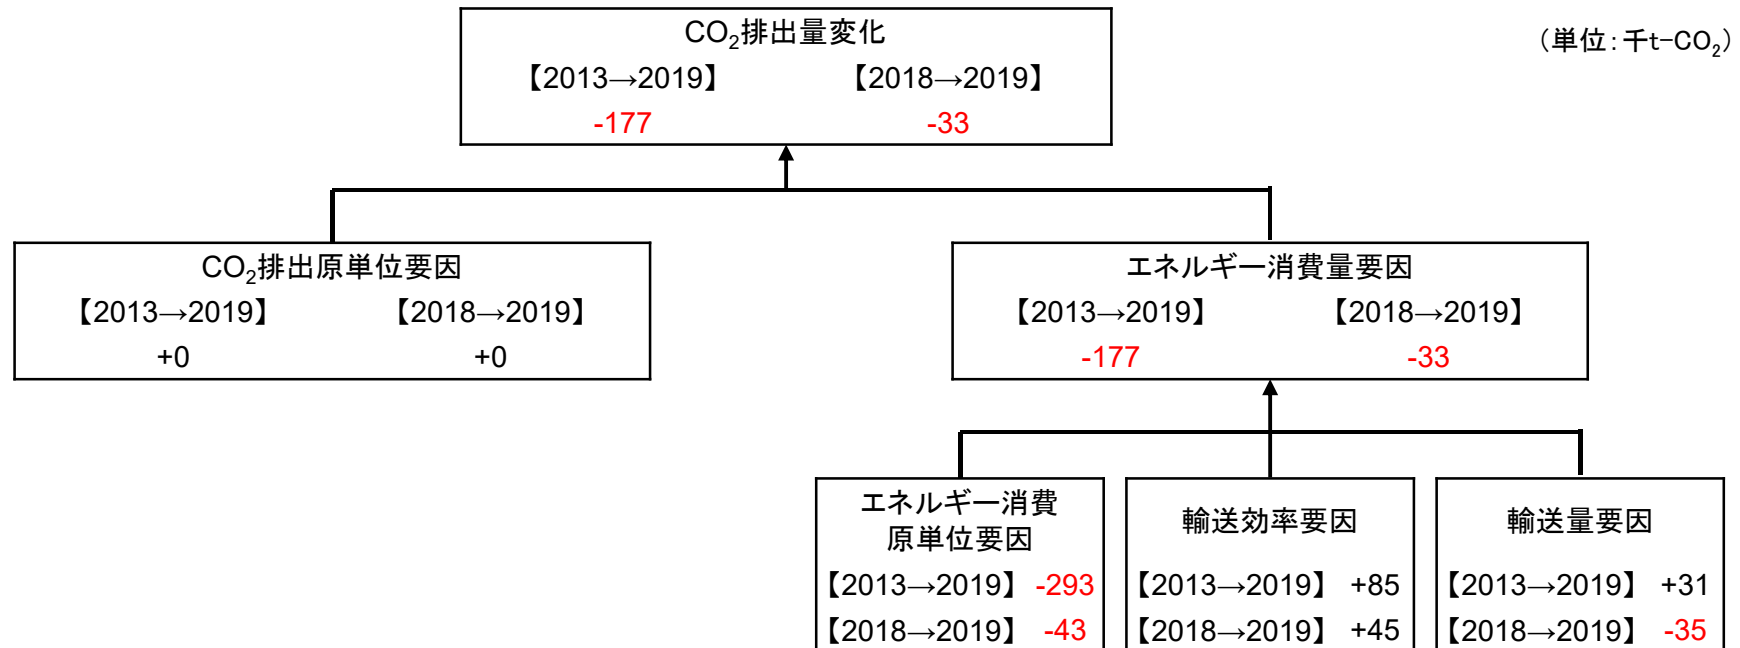 CO₂排出量変化
(単位:千t-CO₂)
【2013→2019】 【2018→2019】
-177 -33
CO₂排出原単位要因
【2013→2019】 【2018→2019】
+0 +0
エネルギー消費量要因
【2013→2019】 【2018→2019】
-177 -33
エネルギー消費
原単位要因
【2013→2019】 -293
【2018→2019】 -43
輸送効率要因
【2013→2019】 +85
【2018→2019】 +45
輸送量要因
【2013→2019】 +31
【2018→2019】 -35